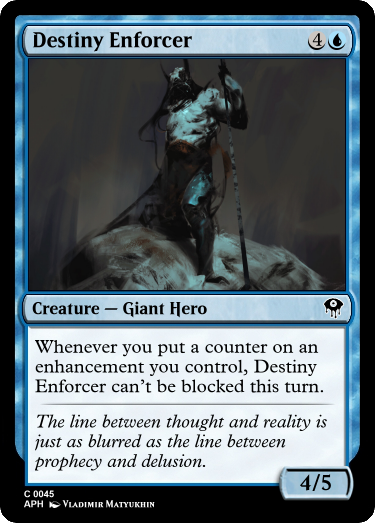 Destiny Enforcer 4
Creature — Giant Hero
Whenever you put a counter on an
enhancement you control, Destiny
Enforcer can't be blocked this turn.
The line between thought and reality is
just as blurred as the line between
prophecy and delusion.
4/5
C 0045
APH Vladimir Matyukhin